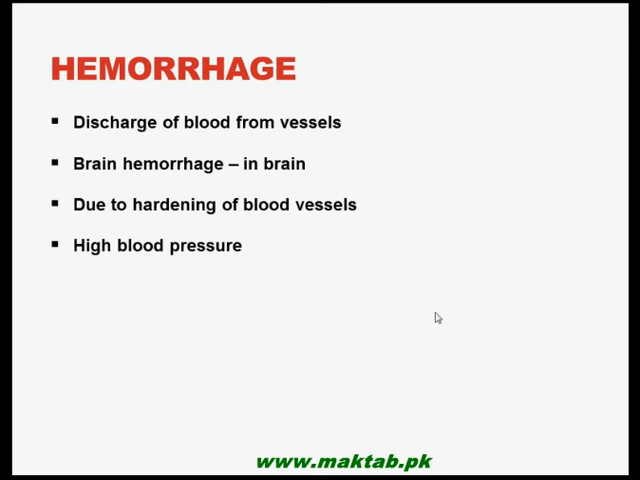 HEMORRHAGE
▪ Discharge of blood from vessels
▪ Brain hemorrhage – in brain
▪ Due to hardening of blood vessels
▪ High blood pressure
www.maktab.pk